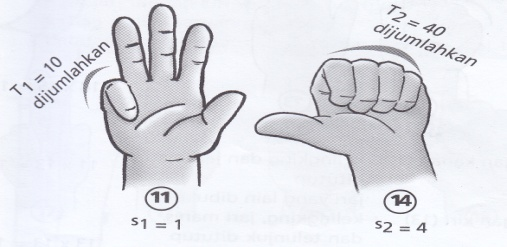 T1 = 10
dijumlahkan
T2 = 40
dijumlahkan
11
s1 = 1
14
s2 = 4